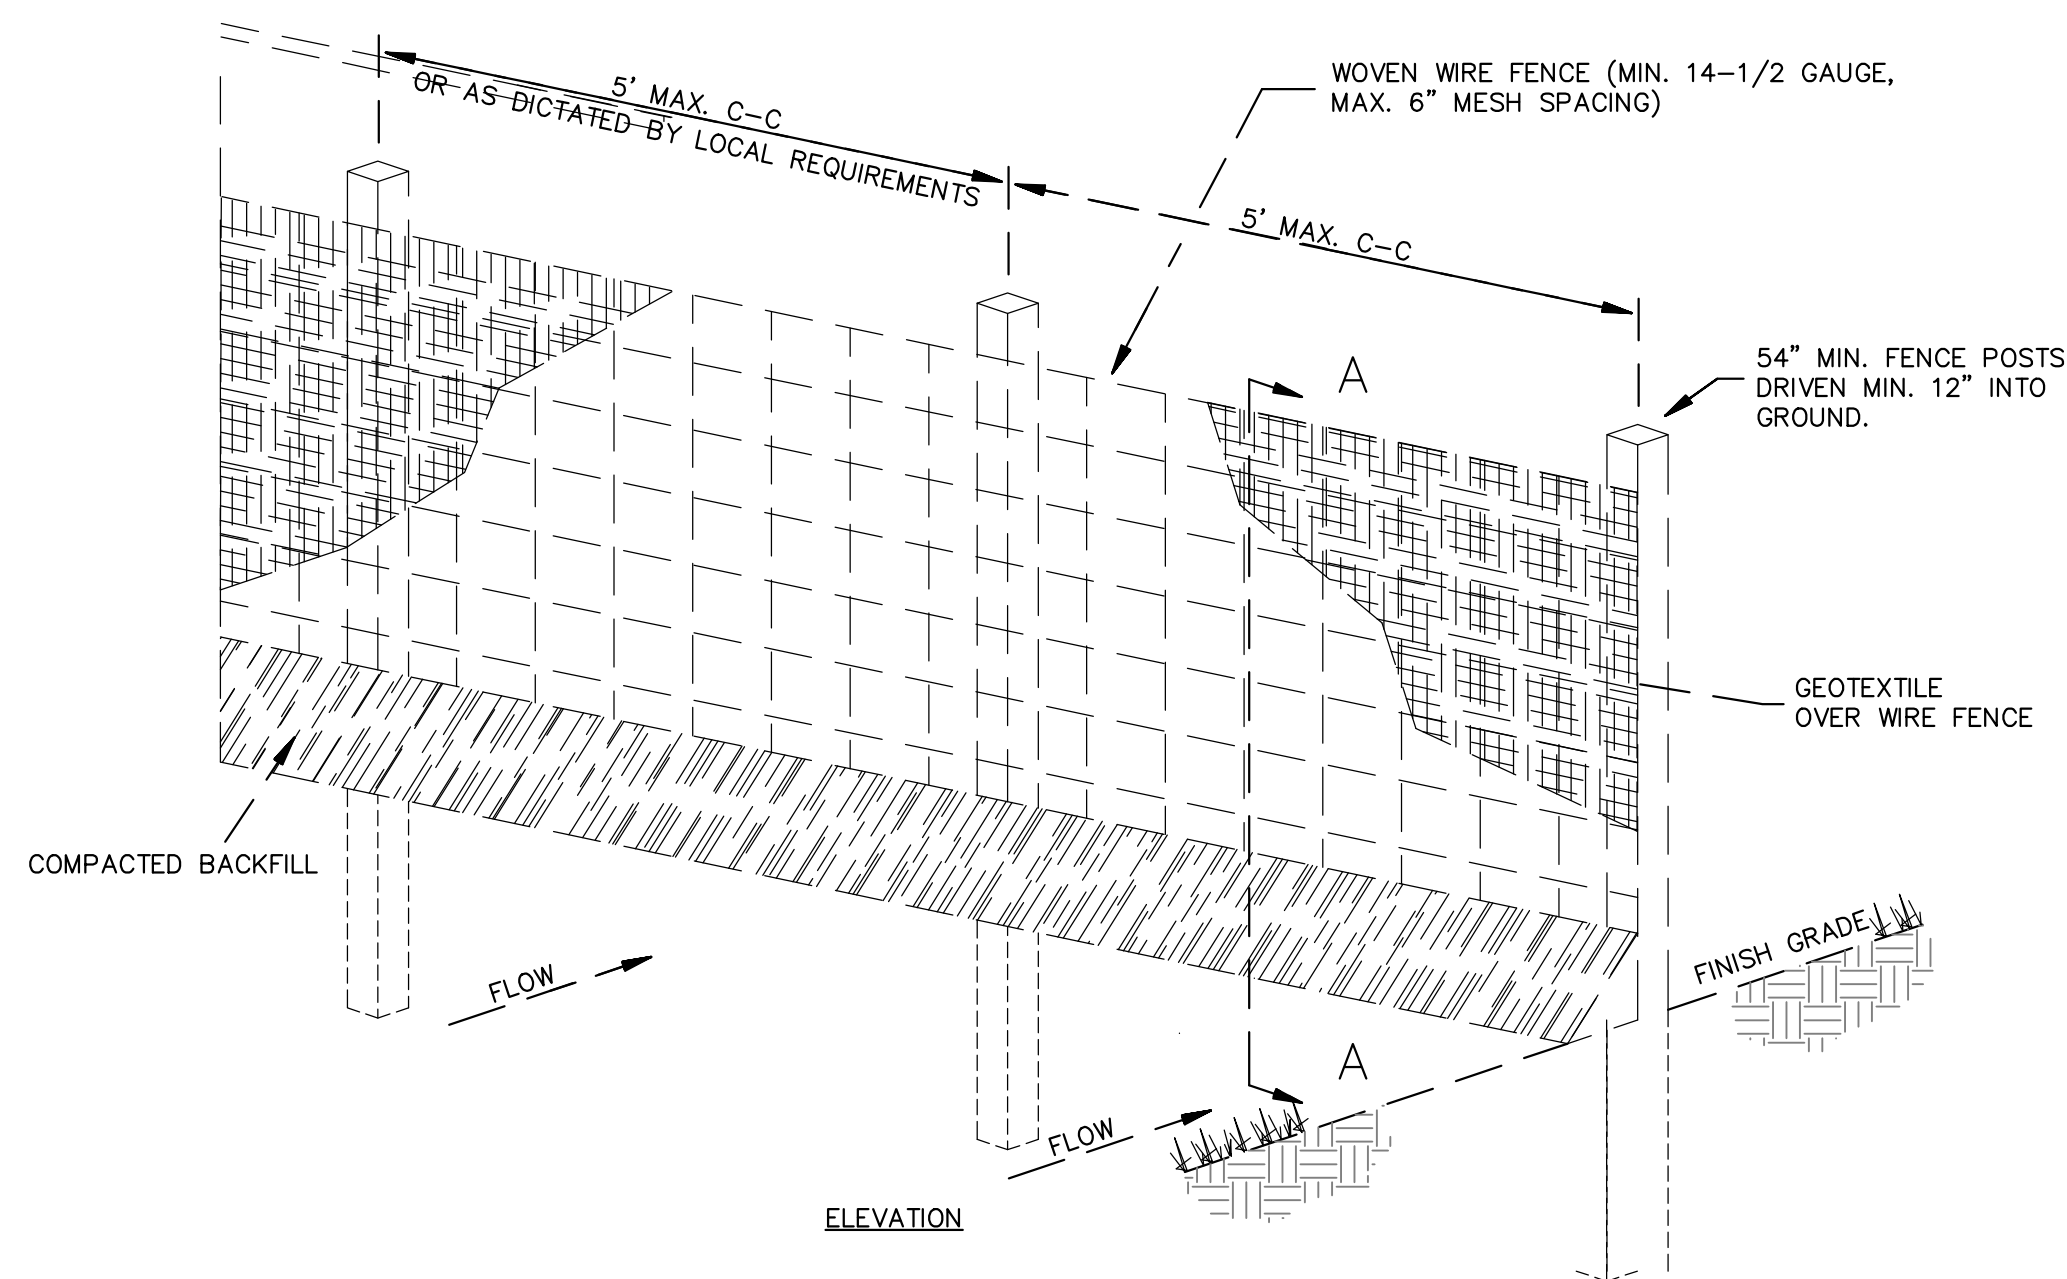 5' MAX. C-C
OR AS DICTATED BY LOCAL REQUIREMENTS
WOVEN WIRE FENCE (MIN. 14-1/2 GAUGE,
MAX. 6" MESH SPACING)
5' MAX. C-C
A
54" MIN. FENCE POSTS
DRIVEN MIN. 12" INTO
GROUND.
GEOTEXTILE
OVER WIRE FENCE
COMPACTED BACKFILL
FINISH GRADE
FLOW
A
FLOW
ELEVATION